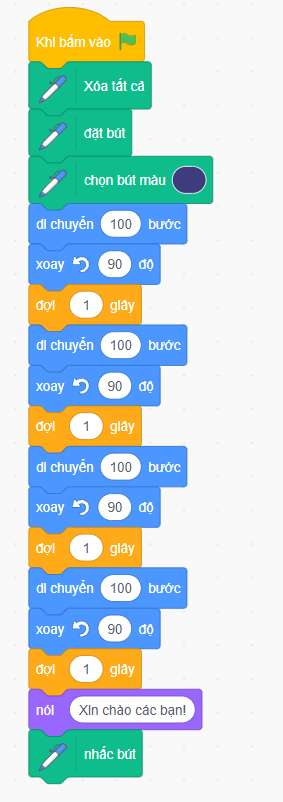 Khi bấm vào
Xóa tất cả
đặt bút
chọn bút màu
di chuyển 100 bước
xoay 90 độ
đợi 1 giây
di chuyển 100 bước
xoay 90 độ
đợi 1 giây
di chuyển 100 bước
xoay 90 độ
đợi 1 giây
di chuyển 100 bước
xoay 90 độ
đợi 1 giây
nói Xin chào các bạn!
nhấc bút